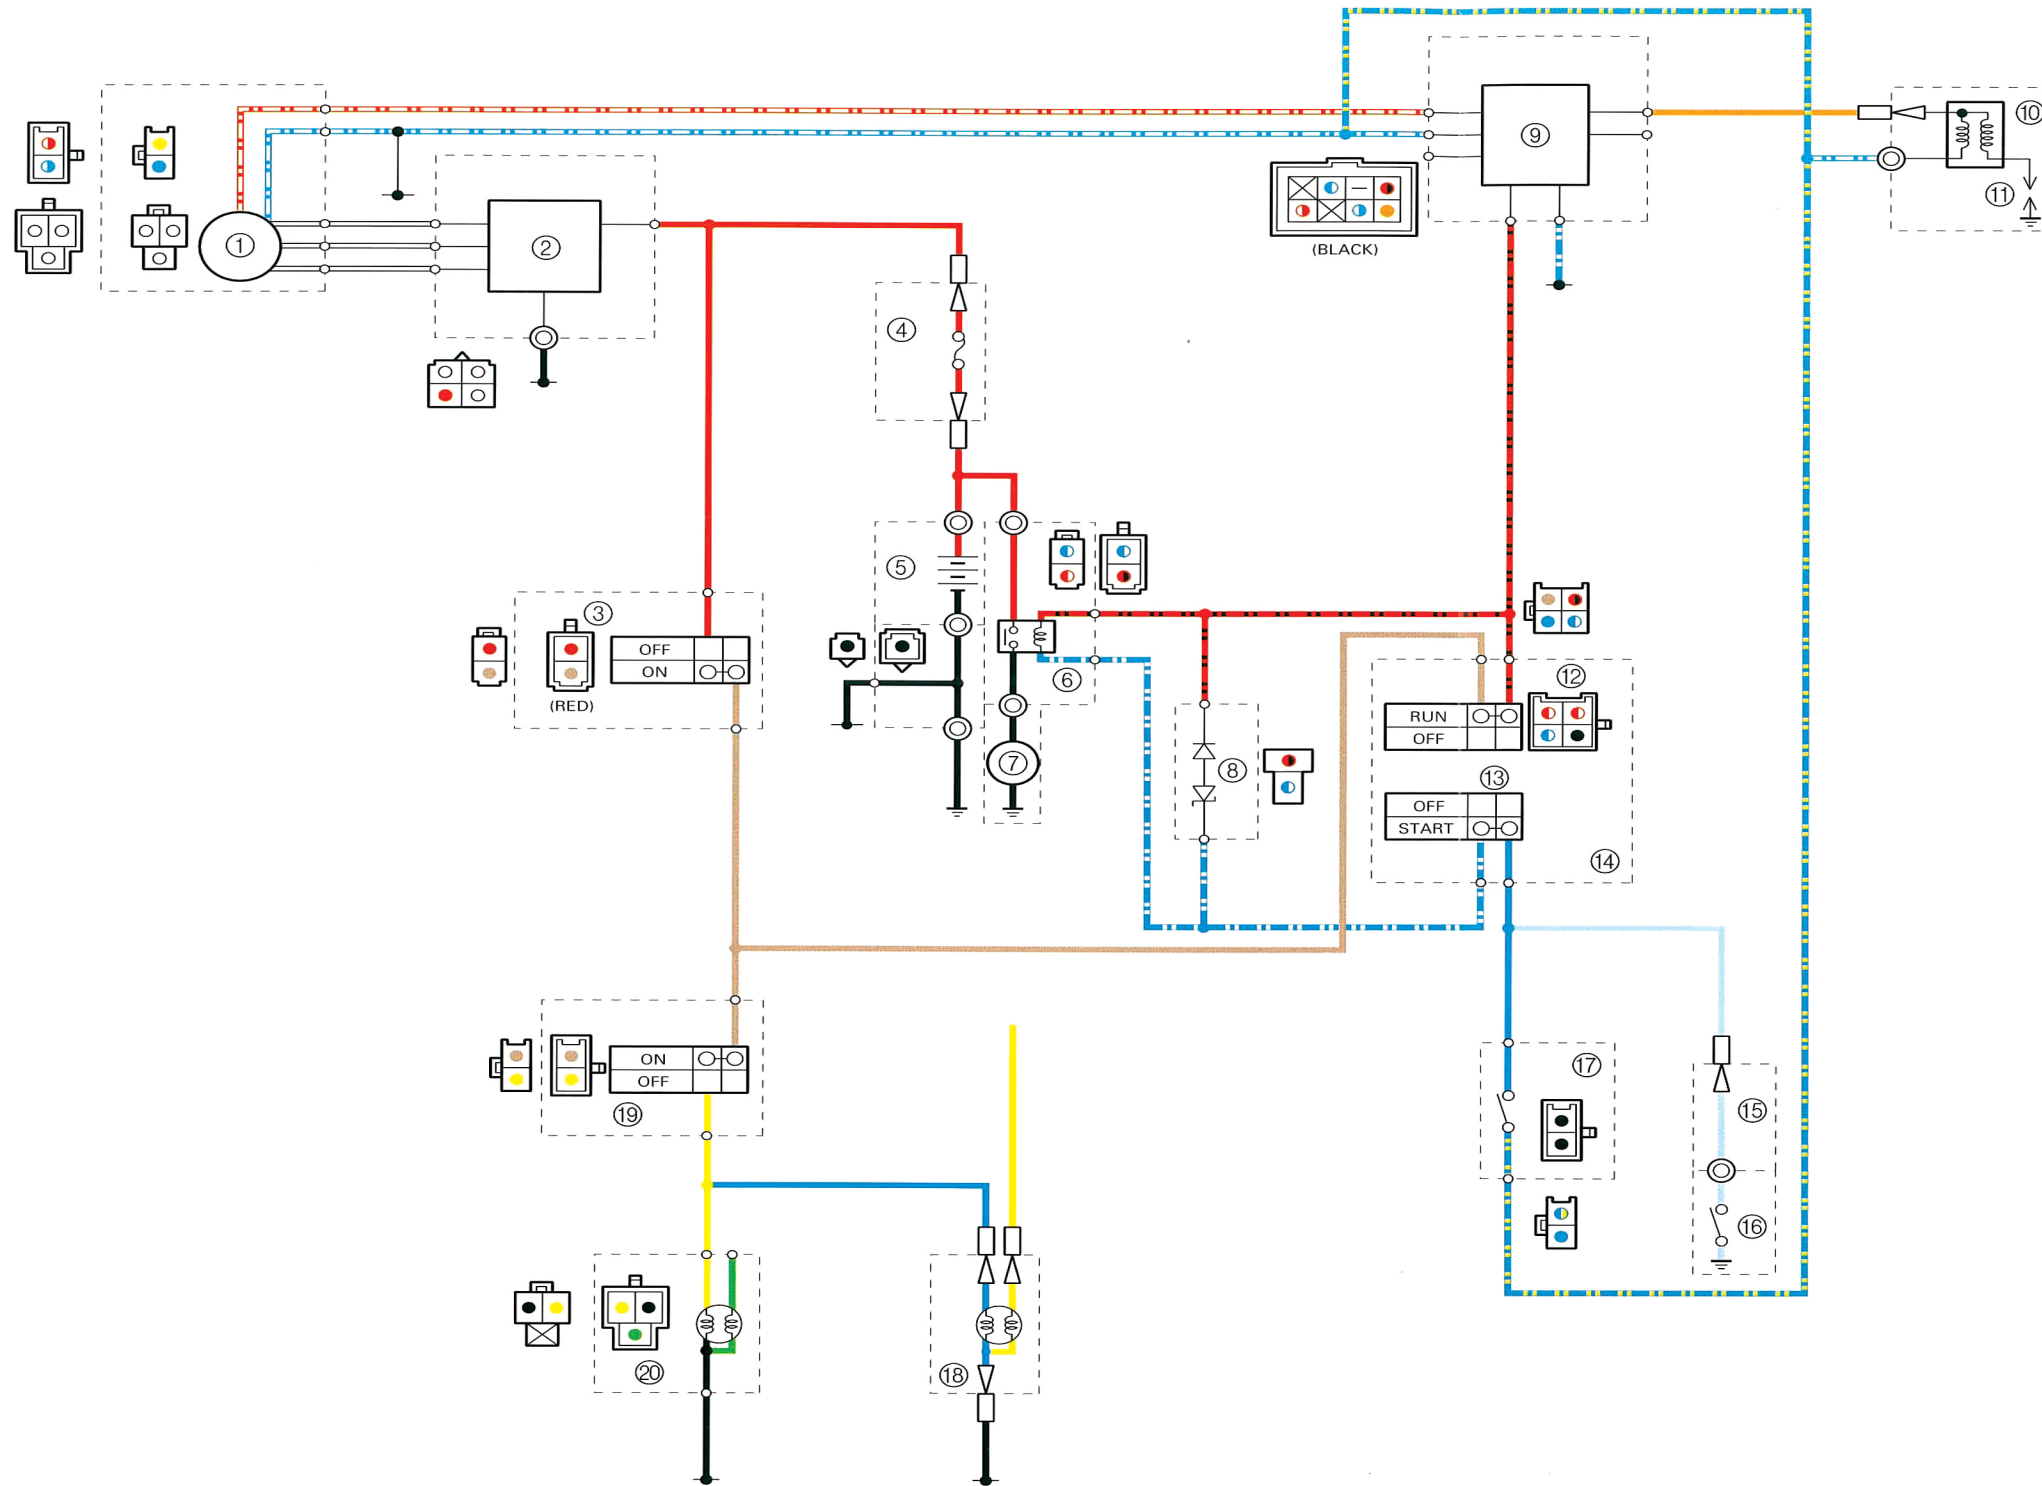 ⑩
⑨
⑪
①
②
(BLACK)
④
⑤
③
OFF
ON
(RED)
⑥
⑫
RUN
OFF
⑦
⑧
⑬
OFF
START
⑭
ON
OFF
⑲
⑰
⑮
⑯
⑳
⑱